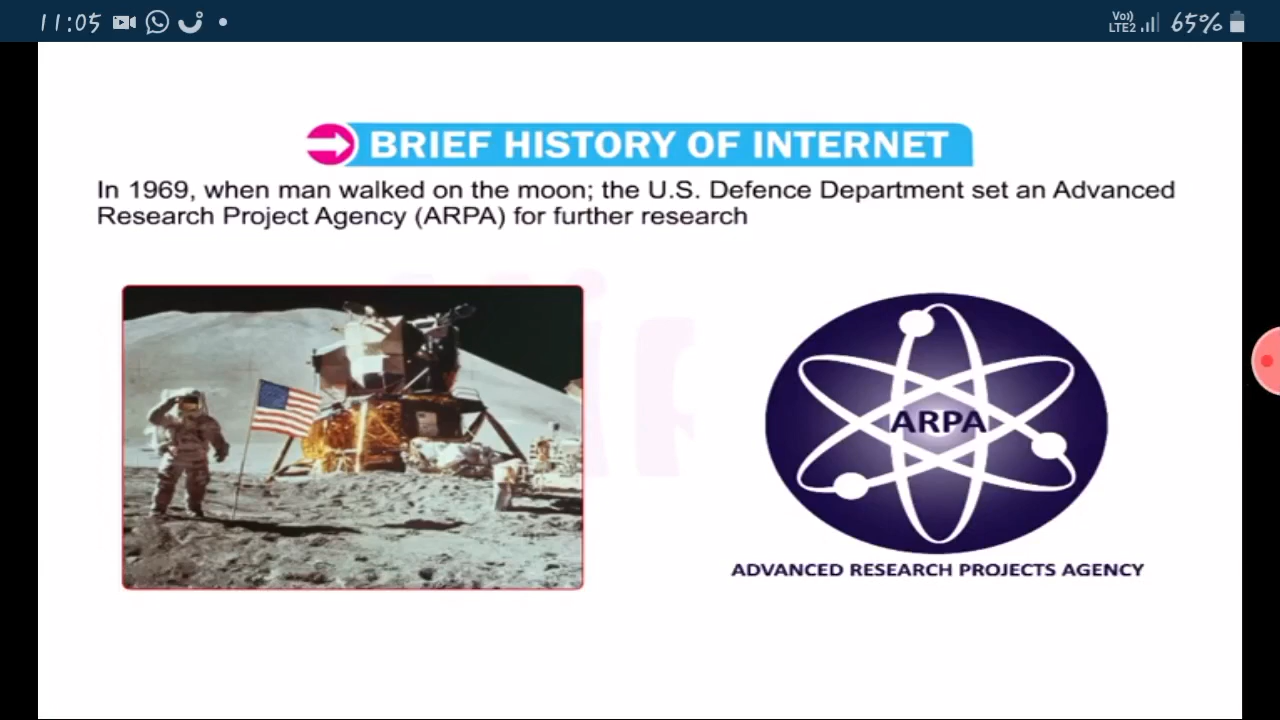 11:05
Vo)) 
LTE2
65%
BRIEF HISTORY OF INTERNET
In 1969, when man walked on the moon; the U.S. Defence Department set an Advanced
Research Project Agency (ARPA) for further research
ARPA
ADVANCED RESEARCH PROJECTS AGENCY